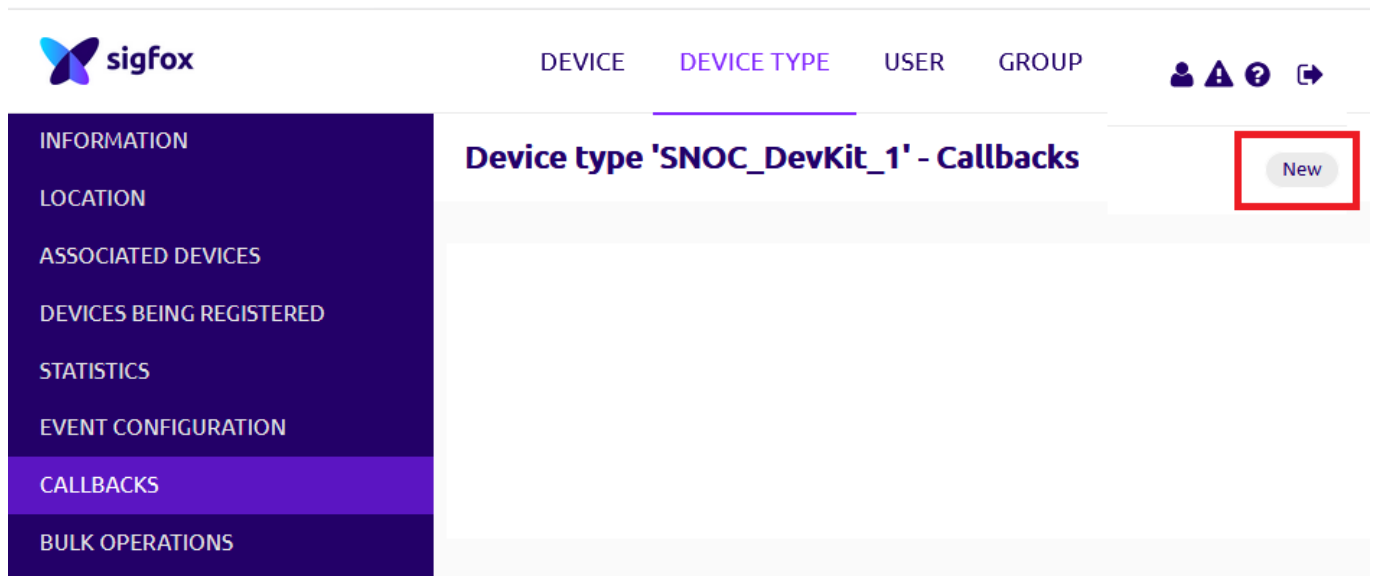 sigfox
DEVICE DEVICE TYPE USER GROUP
INFORMATION
LOCATION
ASSOCIATED DEVICES
DEVICES BEING REGISTERED
STATISTICS
EVENT CONFIGURATION
CALLBACKS
BULK OPERATIONS
Device type 'SNOC_DevKit_1' - Callbacks
New